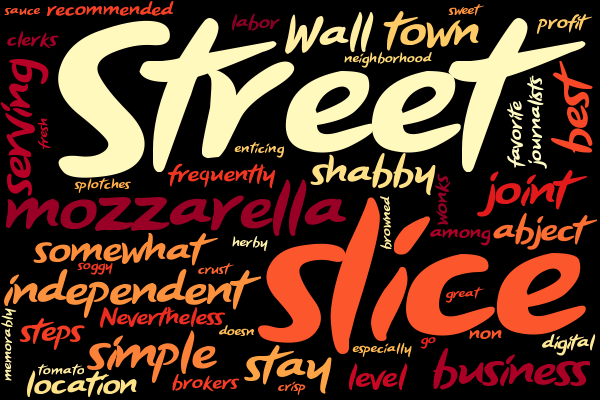 sauce recommended
labor
sweet
clerks
Wall town
profit
neighborhood
Street
serving
fresh
best
favorite
journalists
enticing
splotches
frequently
shabby
wonks
joint
mozzarella
browned
among
abject
somewhat
herby
soggy
crust
slice
independent
great
memorably
Nevertheless
steps
doesn
non
go
digital
simple
especially
tomato
location
brokers
stay
crisp
level
business